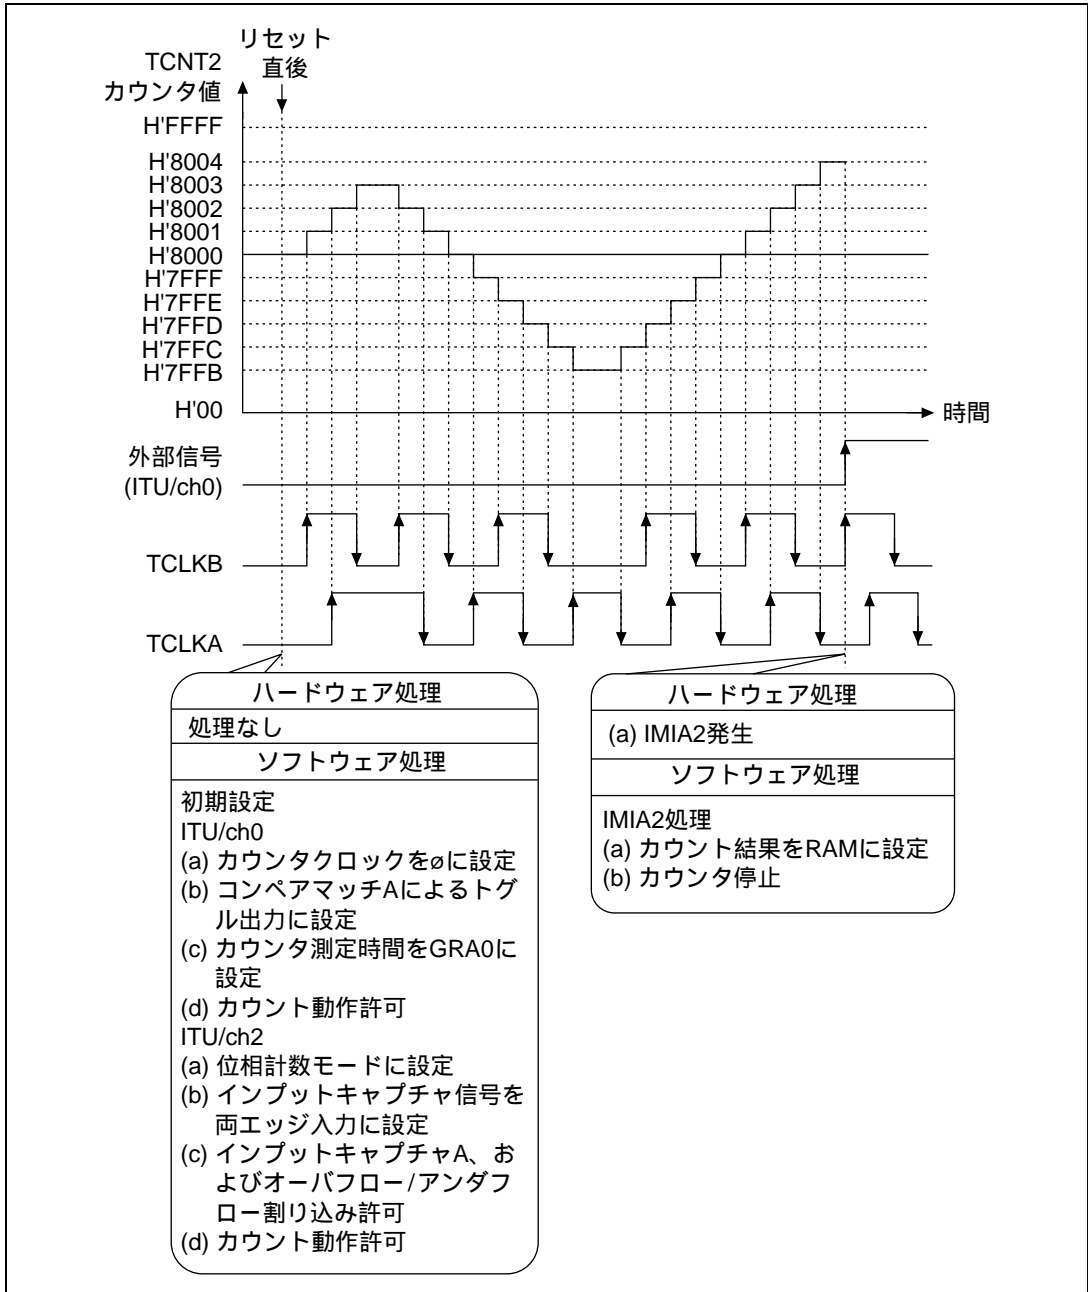 リセット
直後
TCNT2
カウンタ値
H'FFFF
H'8004
H'8003
H'8002
H'8001
H'8000
H'7FFF
H'7FFE
H'7FFD
H'7FFC
H'7FFB
H'00
時間
外部信号
(ITU/ch0)
TCLKB
TCLKA
ハードウェア処理
処理なし
ソフトウェア処理
初期設定
ITU/ch0
(a) カウンタクロックをøに設定
(b) コンペアマッチAによるトグ
ル出力に設定
(c) カウンタ測定時間をGRA0に
設定
(d) カウント動作許可
ITU/ch2
(a) 位相計数モードに設定
(b) インプットキャプチャ信号を
両エッジ入力に設定
(c) インプットキャプチャA、お
よびオーバフロー/アンダフ
ロー割り込み許可
(d) カウント動作許可
ハードウェア処理
(a) IMIA2発生
ソフトウェア処理
IMIA2処理
(a) カウント結果をRAMに設定
(b) カウンタ停止